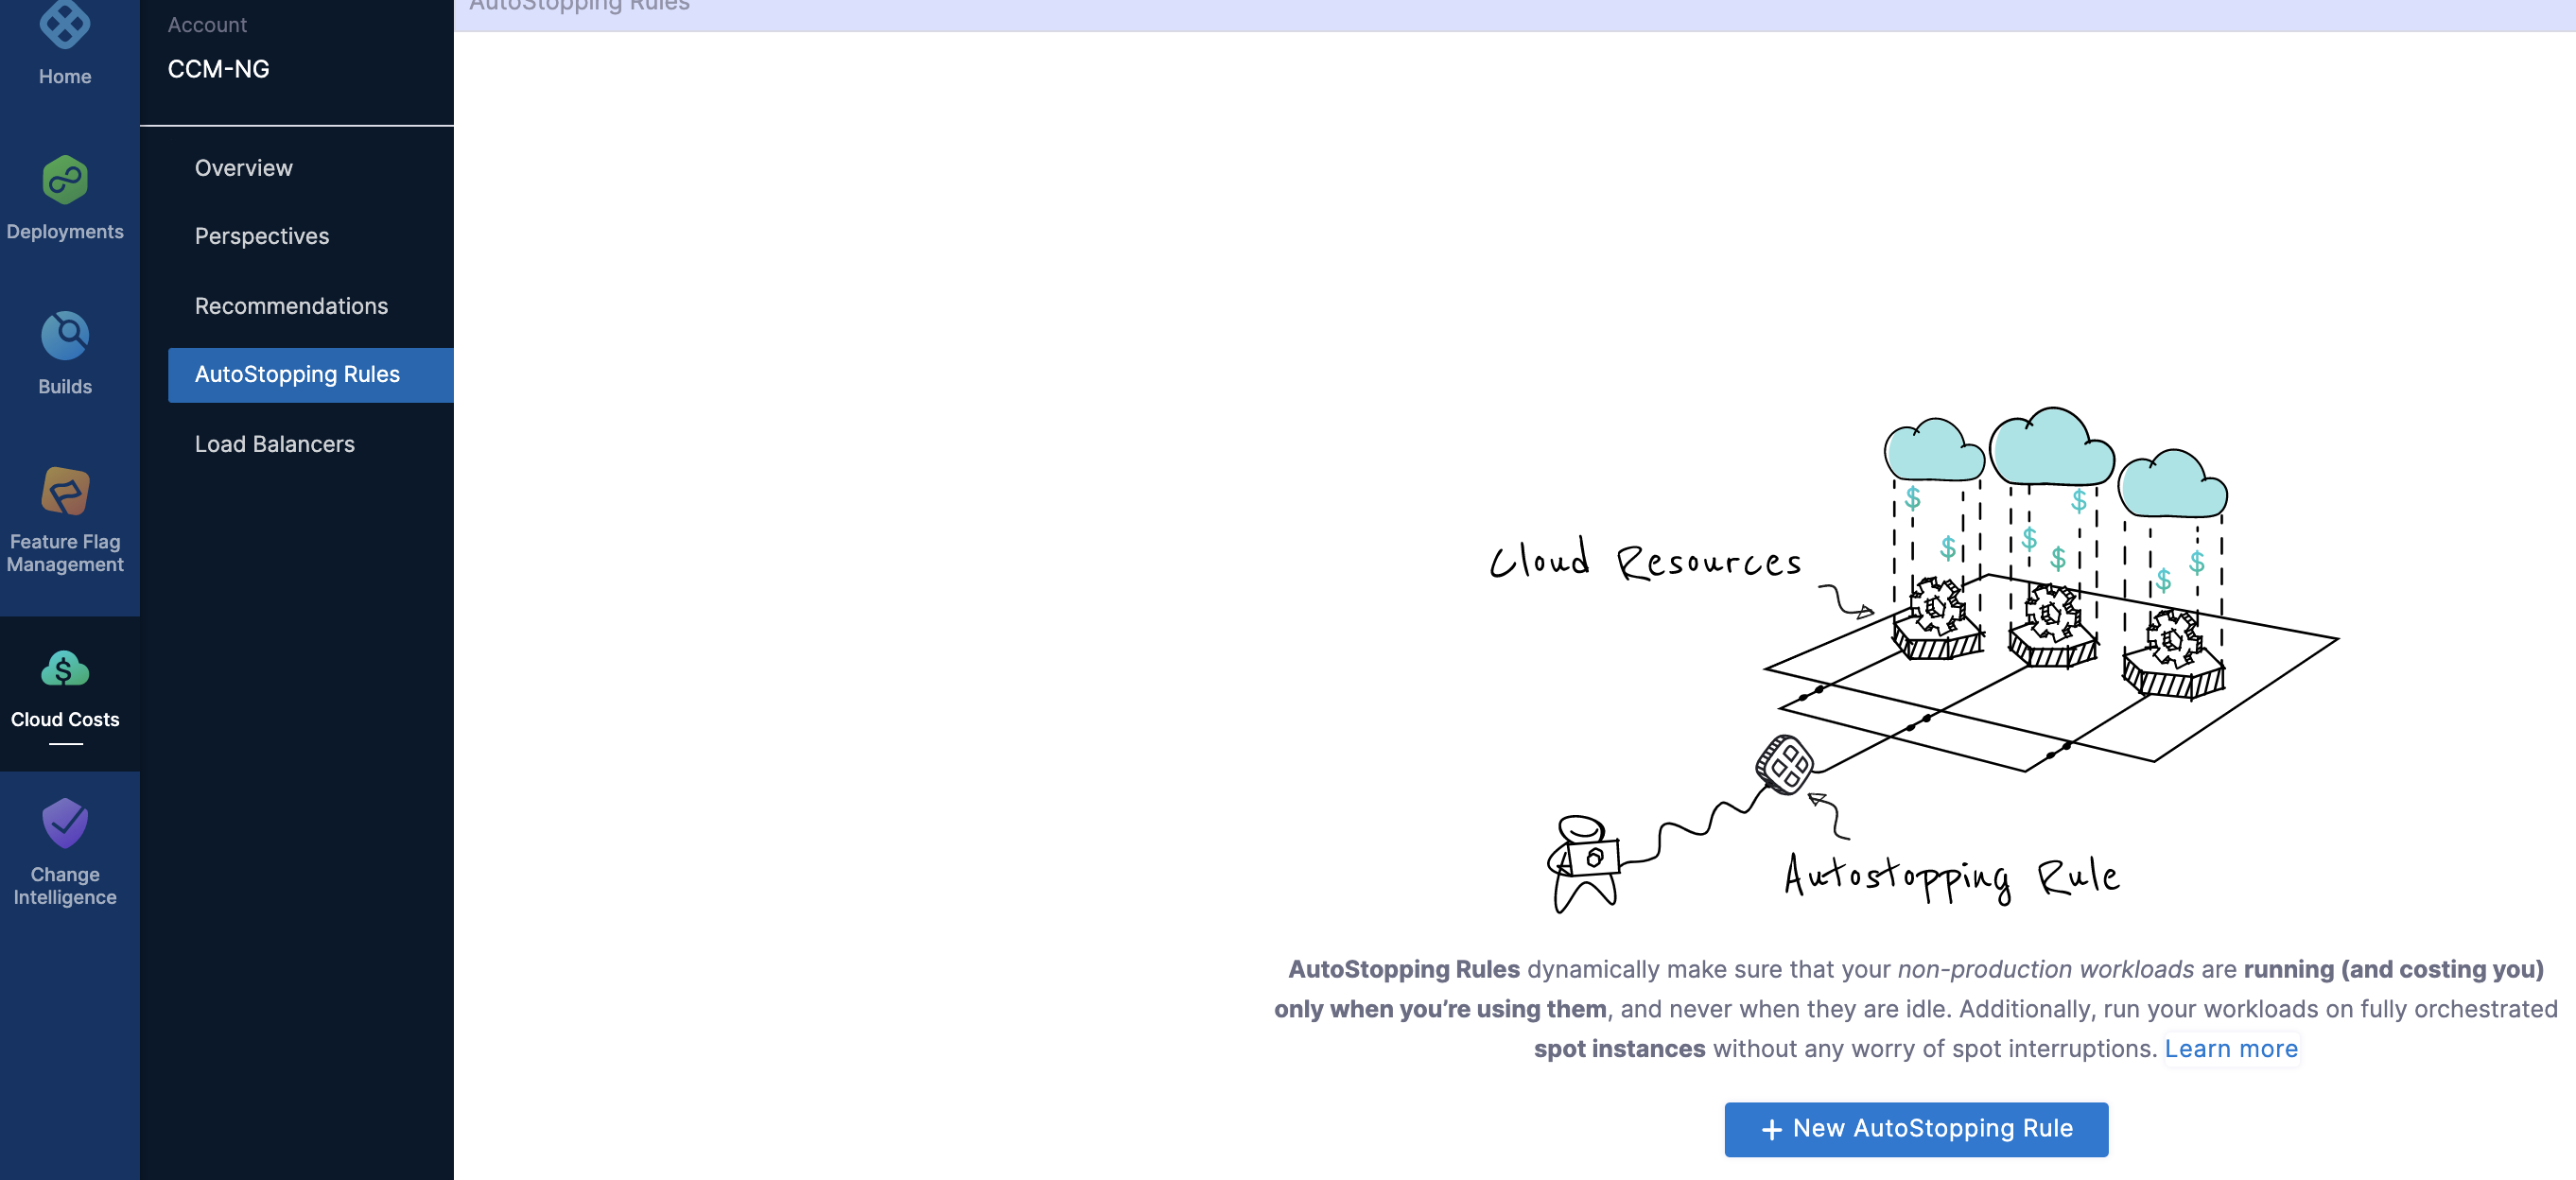 AutoStopping Rules
Home
Deployments
Builds
Feature Flag
Management
Cloud Costs
Change
Intelligence
Account
CCM-NG
Overview
Perspectives
Recommendations
AutoStopping Rules
Load Balancers
$ $ $ $ $ $ $
Cloud Resources
Autostopping Rule
AutoStopping Rules dynamically make sure that your non-production workloads are running (and costing you)
only when you’re using them, and never when they are idle. Additionally, run your workloads on fully orchestrated
spot instances without any worry of spot interruptions. Learn more
+ New AutoStopping Rule